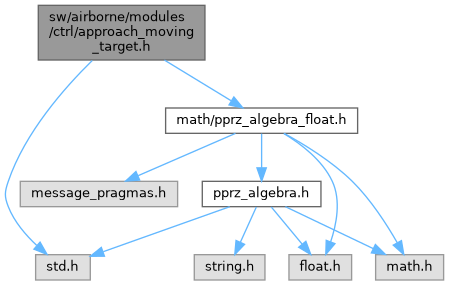 sw/airborne/modules
/ctrl/approach_moving
_target.h
math/pprz_algebra_float.h
message_pragmas.h
pprz_algebra.h
std.h
string.h
float.h
math.h